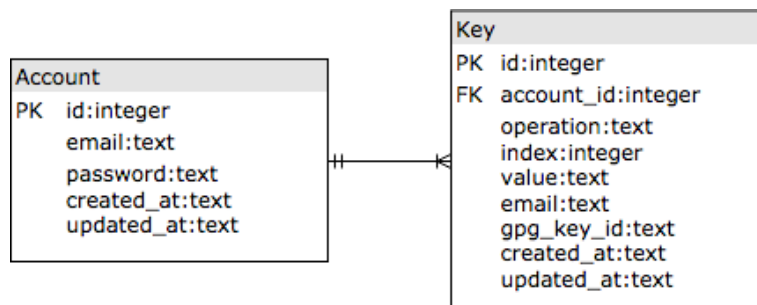 Account
PK id:integer
email:text
password:text
created_at:text
updated_at:text
Key
PK id:integer
FK account_id:integer
operation:text
index:integer
value:text
email:text
gpg_key_id:text
created_at:text
updated_at:text